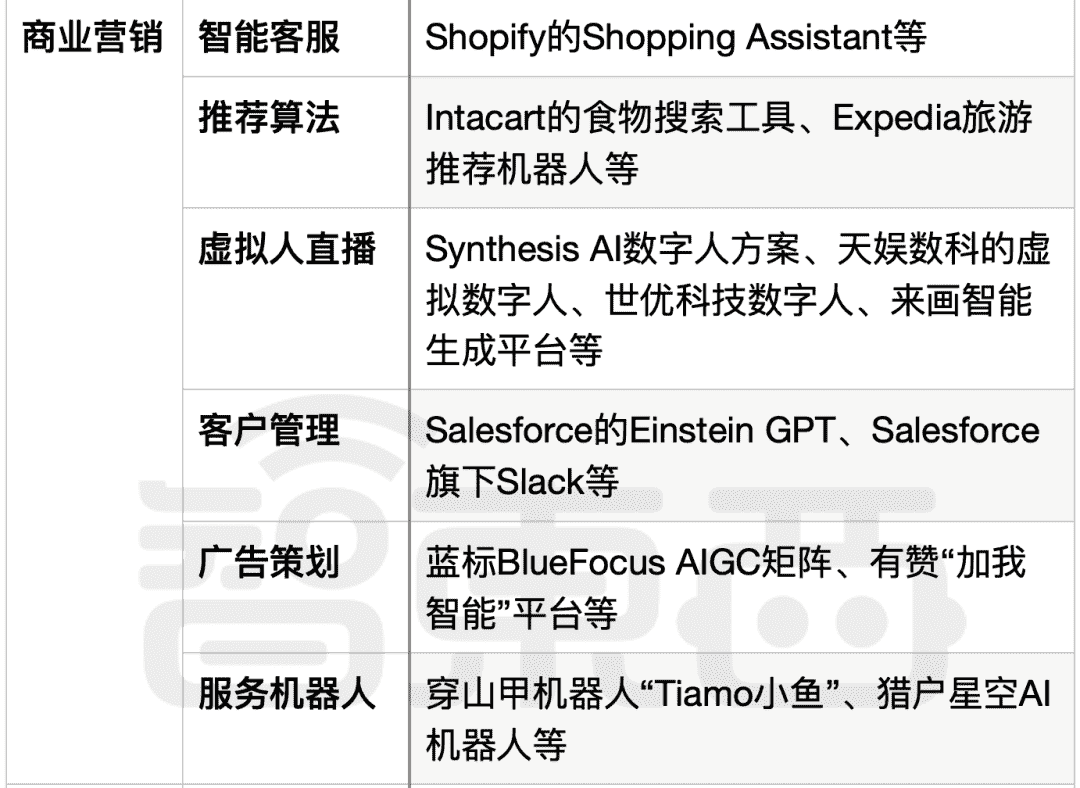 商业营销 智能客服 Shopify的Shopping Assistant等
推荐算法 Intacart的食物搜索工具、Expedia旅游
推荐机器人等
虚拟人直播 Synthesis AI数字人方案、天娱数科的虚
拟数字人、世优科技数字人、来画智能
生成平台等
客户管理 Salesforce的Einstein GPT、Salesforce
旗下Slack等
广告策划 蓝标BlueFocus AIGC矩阵、有赞“加我
智能”平台等
服务机器人 穿山甲机器人“Tiamo小鱼”、猎户星空AI
机器人等
智东西